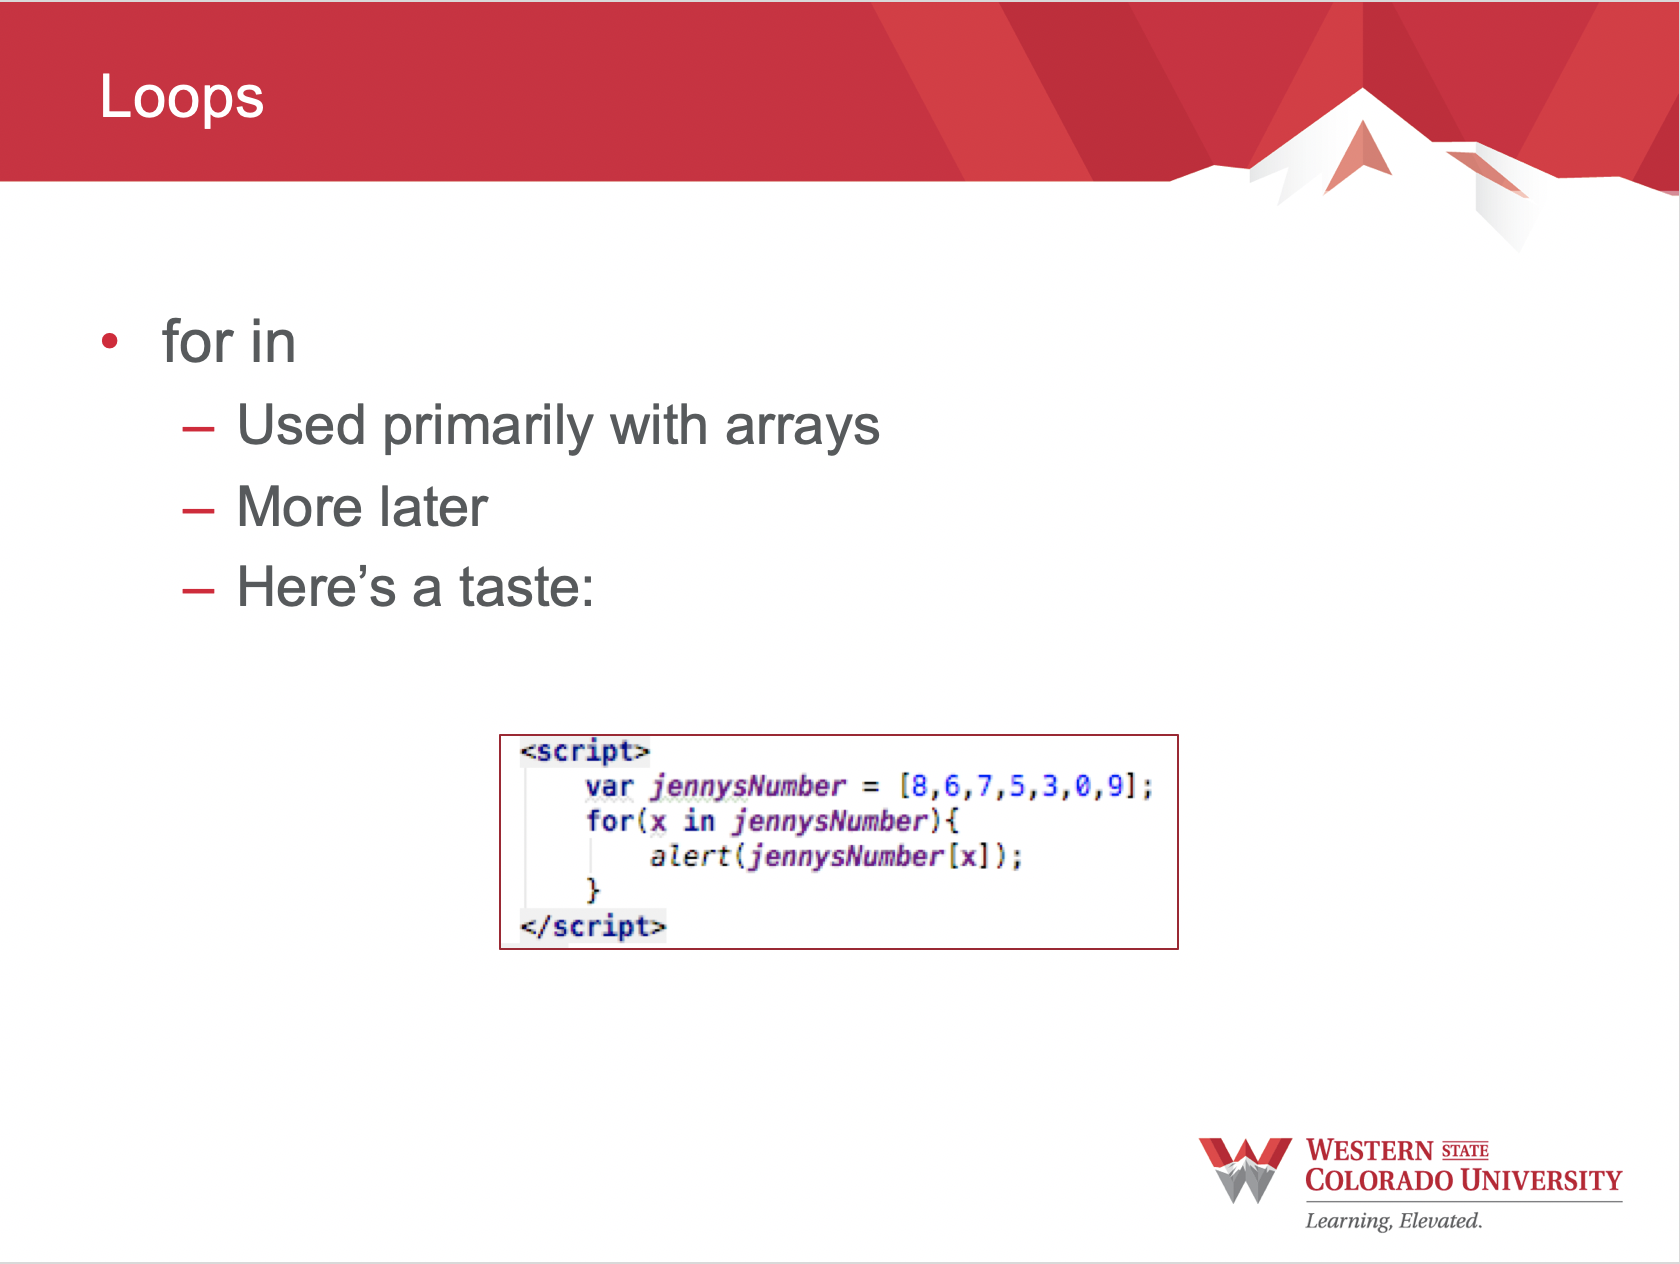 Loops
• for in
– Used primarily with arrays
– More later
– Here’s a taste:
<script>
var jennysNumber = [8,6,7,5,3,0,9];
for(x in jennysNumber){
alert(jennysNumber[x]);
}
</script>
WESTERN STATE
COLORADO UNIVERSITY
Learning, Elevated.